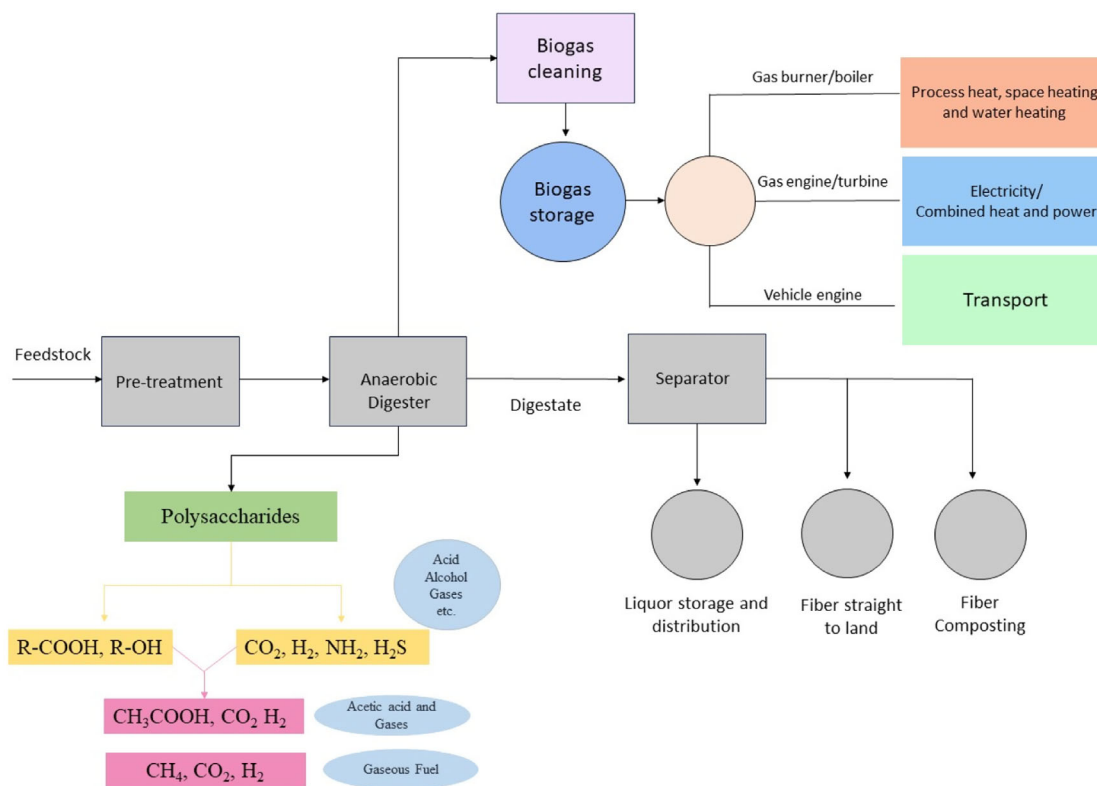 Biogas
cleaning
Gas burner/boiler
Process heat, space heating
and water heating
Biogas
storage
Gas engine/turbine
Electricity/
Combined heat and power
Vehicle engine
Transport
Feedstock
Pre-treatment
Anaerobic
Digester
Digestate
Separator
Polysaccharides
Acid
Alcohol
Gases
etc.
Liquor storage and
distribution
Fiber straight
to land
Fiber
Composting
R-COOH, R-OH
CO₂, H₂, NH₂, H₂S
CH₃COOH, CO₂ H₂
Acetic acid and
Gases
CH₄, CO₂, H₂
Gaseous Fuel